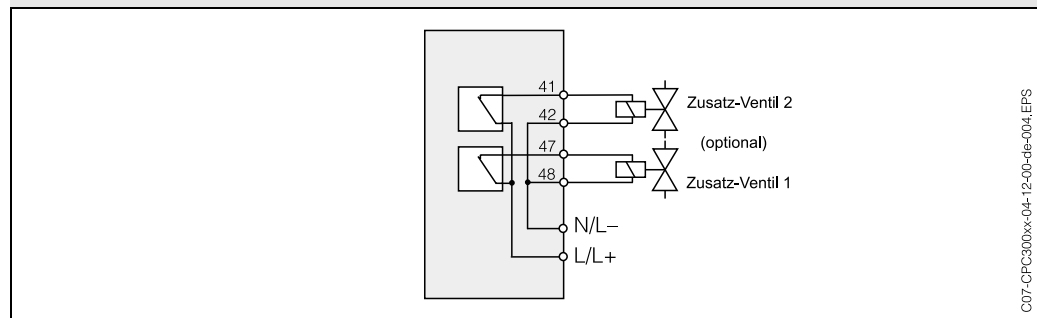 41
Zusatz-Ventil 2
42
(optional)
47
48
Zusatz-Ventil 1
N/L–
L/L+
C07-CPC300xx-04-12-00-de-004.EPS